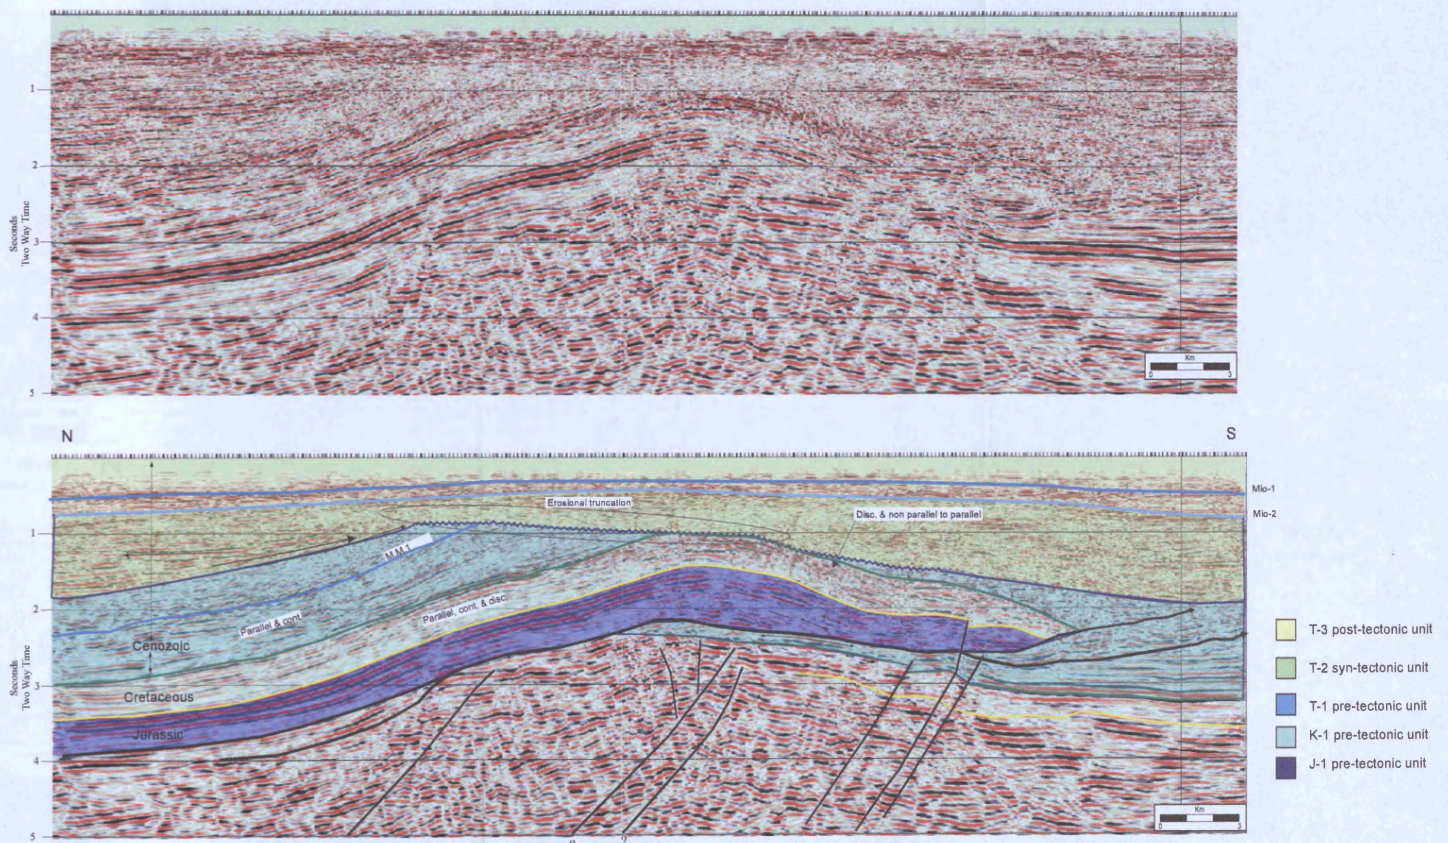 1
2
3
4
5
Seconds
Two Way Time
Km
0
3
N
S
Mio-1
Mio-2
Erosional truncation
Disc. & non parallel to parallel
M.M.1
Parallel & cont
Parallel, cont. & disc.
Cenozoic
Cretaceous
Jurassic
1
2
3
4
5
Seconds
Two Way Time
Km
0
3
T-3 post-tectonic unit
T-2 syn-tectonic unit
T-1 pre-tectonic unit
K-1 pre-tectonic unit
J-1 pre-tectonic unit